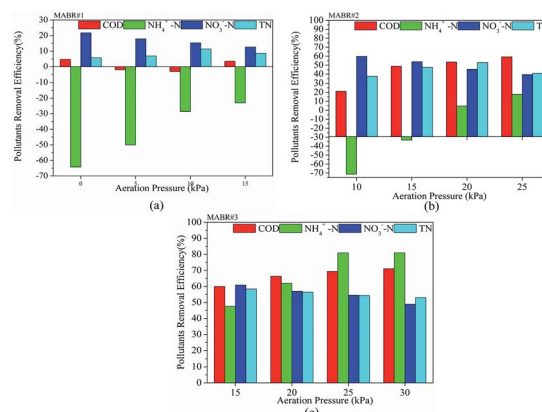 MABR#1
COD NH₄⁺-N NO₃⁻-N TN
Pollutants Removal Efficiency(%)
30
20
10
0
-10
-20
-30
-40
-50
-60
-70
0 5 10 15
Aeration Pressure (kPa)
(a)
MABR#2
COD NH₄⁺-N NO₃⁻-N TN
Pollutants Removal Efficiency(%)
100
90
80
70
60
50
40
30
20
10
0
-10
-20
-30
-40
-50
-60
-70
10 15 20 25
Aeration Pressure (kPa)
(b)
MABR#3
COD NH₄⁺-N NO₃⁻-N TN
Pollutants Removal Efficiency(%)
100
90
80
70
60
50
40
30
20
10
0
15 20 25 30
Aeration Pressure (kPa)